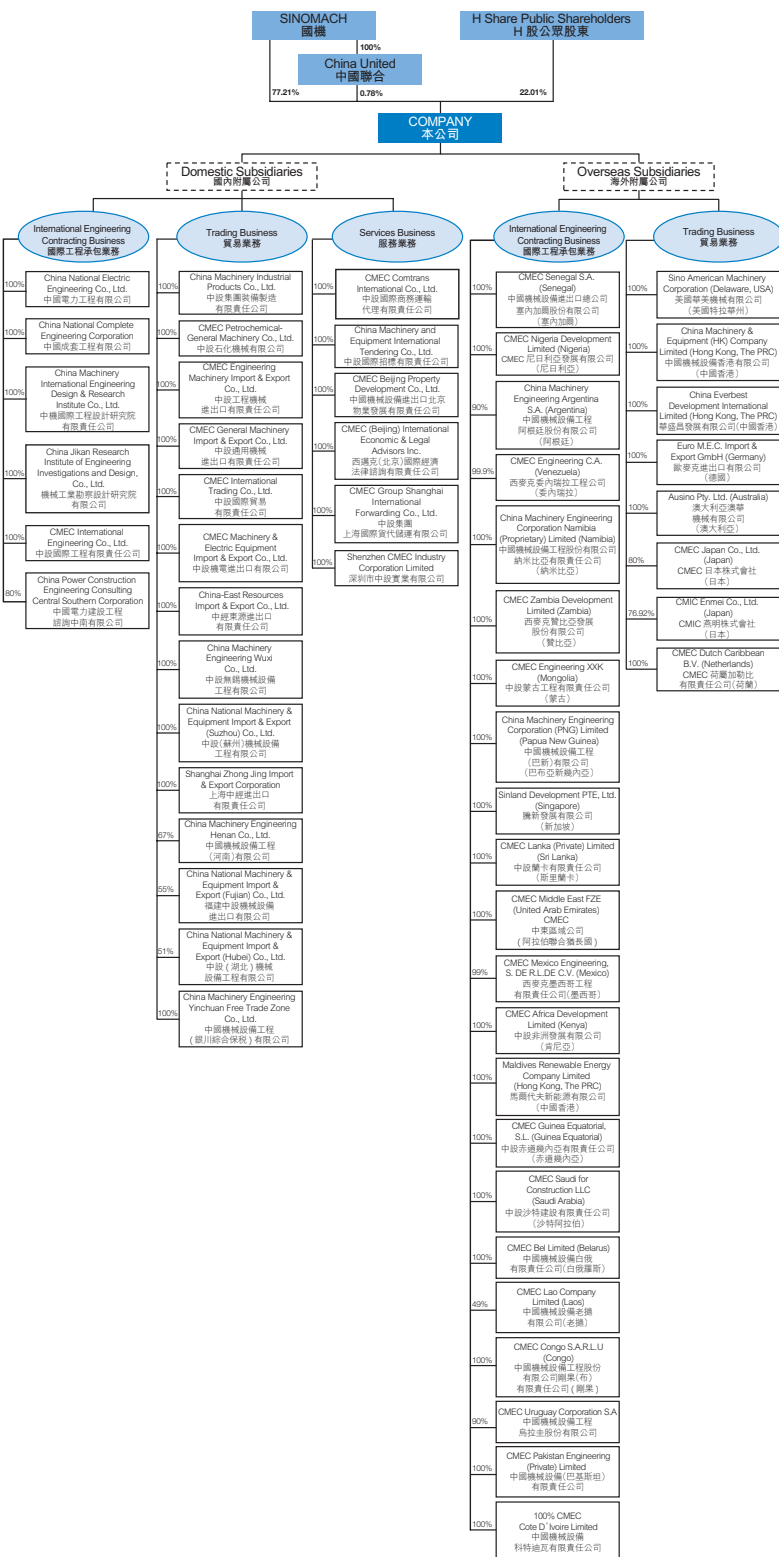 SINOMACH
國機
H Share Public Shareholders
H 股公眾股東
100%
China United
中國聯合
77.21%
0.78%
22.01%
COMPANY
本公司
Domestic Subsidiaries
國內附屬公司
Overseas Subsidiaries
海外附屬公司
International Engineering
Contracting Business
國際工程承包業務
100%
China National Electric
Engineering Co., Ltd.
中國電力工程有限公司
100%
China National Complete
Engineering Corporation
中國成套工程有限公司
100%
China Machinery
International Engineering
Design & Research
Institute Co., Ltd.
中機國際工程設計研究院
有限責任公司
100%
China Jikan Research
Institute of Engineering
Investigations and Design,
Co., Ltd.
機械工業勘察設計研究院
有限公司
100%
CMEC International
Engineering Co., Ltd.
中設國際工程有限責任公司
80%
China Power Construction
Engineering Consulting
Central Southern Corporation
中國電力建設工程
諮詢中南有限公司
Trading Business
貿易業務
100%
China Machinery Industrial
Products Co., Ltd.
中設集團裝備製造
有限責任公司
100%
CMEC Petrochemical-
General Machinery Co., Ltd.
中設石化機械有限公司
100%
CMEC Engineering
Machinery Import & Export
Co., Ltd.
中設工程機械
進出口有限責任公司
100%
CMEC General Machinery
Import & Export Co., Ltd.
中設通用機械
進出口有限責任公司
100%
CMEC International
Trading Co., Ltd.
中設國際貿易
有限責任公司
100%
CMEC Machinery &
Electric Equipment
Import & Export Co., Ltd.
中設機電進出口有限公司
100%
China-East Resources
Import & Export Co., Ltd.
中經東源進出口
有限責任公司
100%
China Machinery
Engineering Wuxi
Co., Ltd.
中設無錫機械設備
工程有限公司
100%
China National Machinery &
Equipment Import & Export
(Suzhou) Co., Ltd.
中設(蘇州)機械設備
工程有限公司
100%
Shanghai Zhong Jing Import
& Export Corporation
上海中經進出口
有限責任公司
67%
China Machinery Engineering
Henan Co., Ltd.
中國機械設備工程
(河南)有限公司
55%
China National Machinery &
Equipment Import &
Export (Fujian) Co., Ltd.
福建中設機械設備
進出口有限公司
51%
China National Machinery &
Equipment Import &
Export (Hubei) Co., Ltd.
中設 ( 湖北 ) 機械
設備工程有限公司
100%
China Machinery Engineering
Yinchuan Free Trade Zone
Co., Ltd.
中國機械設備工程
( 銀川綜合保税 ) 有限公司
Services Business
服務業務
100%
CMEC Comtrans
International Co., Ltd.
中設國際商務運輸
代理有限責任公司
100%
China Machinery and
Equipment International
Tendering Co., Ltd.
中設國際招標有限責任公司
100%
CMEC Beijing Property
Development Co., Ltd.
中國機械設備進出口北京
物業發展有限責任公司
100%
CMEC (Beijing) International
Economic & Legal
Advisors Inc.
西邁克(北京)國際經濟
法律諮詢有限責任公司
100%
CMEC Group Shanghai
International
Forwarding Co., Ltd.
中設集團
上海國際貨代儲運有限公司
100%
Shenzhen CMEC Industry
Corporation Limited
深圳市中設實業有限公司
International Engineering
Contracting Business
國際工程承包業務
100%
CMEC Senegal S.A.
(Senegal)
中國機械設備進出口總公司
塞內加爾股份有限公司
(塞內加爾)
100%
CMEC Nigeria Development
Limited (Nigeria)
CMEC 尼日利亞發展有限公司
(尼日利亞)
90%
China Machinery
Engineering Argentina
S.A. (Argentina)
中國機械設備工程
阿根廷股份有限公司
(阿根廷)
99.9%
CMEC Engineering C.A.
(Venezuela)
西麥克委內瑞拉工程公司
(委內瑞拉)
100%
China Machinery Engineering
Corporation Namibia
(Proprietary) Limited (Namibia)
中國機械設備工程股份有限公司
納米比亞有限責任公司
(納米比亞)
100%
CMEC Zambia Development
Limited (Zambia)
西麥克贊比亞發展
股份有限公司
(贊比亞)
100%
CMEC Engineering XXK
(Mongolia)
中設蒙古工程有限責任公司
(蒙古)
100%
China Machinery Engineering
Corporation (PNG) Limited
(Papua New Guinea)
中國機械設備工程
(巴新)有限公司
(巴布亞新幾內亞)
100%
Sinland Development PTE, Ltd.
(Singapore)
騰新發展有限公司
(新加坡)
100%
CMEC Lanka (Private) Limited
(Sri Lanka)
中設蘭卡有限責任公司
(斯里蘭卡)
100%
CMEC Middle East FZE
(United Arab Emirates)
CMEC
中東區域公司
( 阿拉伯聯合酋長國 )
99%
CMEC Mexico Engineering,
S. DE R.L.DE C.V. (Mexico)
西麥克墨西哥工程
有限責任公司(墨西哥)
100%
CMEC Africa Development
Limited (Kenya)
中設非洲發展有限公司
(肯尼亞)
100%
Maldives Renewable Energy
Company Limited
(Hong Kong, The PRC)
馬爾代夫新能源有限公司
(中國香港)
100%
CMEC Guinea Equatorial,
S.L. (Guinea Equatorial)
中設赤道幾內亞有限責任公司
(赤道幾內亞)
100%
CMEC Saudi for
Construction LLC
(Saudi Arabia)
中設沙特建設有限責任公司
(沙特阿拉伯)
100%
CMEC Bel Limited (Belarus)
中國機械設備白俄
有限責任公司(白俄羅斯)
49%
CMEC Lao Company
Limited (Laos)
中國機械設備老撾
有限公司(老撾)
100%
CMEC Congo S.A.R.L.U
(Congo)
中國機械設備工程股份
有限公司剛果(布)
有限責任公司 ( 剛果 )
90%
CMEC Uruguay Corporation S.A
中國機械設備工程
烏拉圭股份有限公司
100%
CMEC Pakistan Engineering
(Private) Limited
中國機械設備(巴基斯坦)
有限責任公司
100%
100% CMEC
Cote D`Ivoire Limited
中國機械設備
科特迪瓦有限責任公司
Trading Business
貿易業務
100%
Sino American Machinery
Corporation (Delaware, USA)
美國華美機械有限公司
(美國特拉華州)
100%
China Machinery &
Equipment (HK) Company
Limited (Hong Kong, The PRC)
中國機械設備香港有限公司
(中國香港)
100%
China Everbest
Development International
Limited (Hong Kong, The PRC)
華盛昌發展有限公司(中國香港)
100%
Euro M.E.C. Import &
Export GmbH (Germany)
歐麥克進出口有限公司
(德國)
100%
Ausino Pty. Ltd. (Australia)
澳大利亞澳華
機械有限公司
(澳大利亞)
80%
CMEC Japan Co., Ltd.
(Japan)
CMEC 日本株式會社
(日本)
76.92%
CMIC Enmei Co., Ltd.
(Japan)
CMIC 燕明株式會社
(日本)
100%
CMEC Dutch Caribbean
B.V. (Netherlands)
CMEC 荷屬加勒比
有限責任公司(荷蘭)